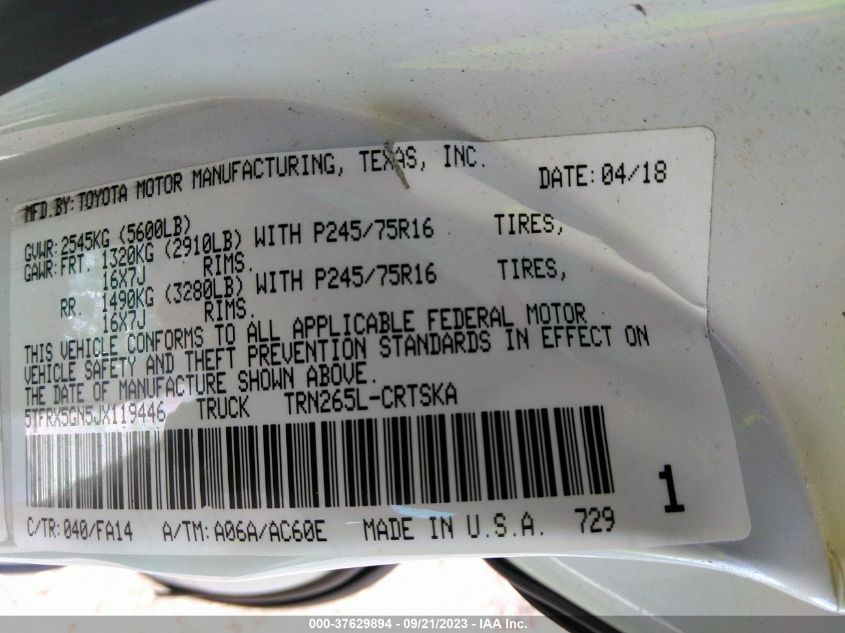 MFD.BY: TOYOTA MOTOR MANUFACTURING, TEXAS, INC. DATE: 04/18
GVWR: 2545KG (5600LB)
GAWR: FRT. 1320KG (2910LB) WITH P245/75R16 TIRES,
16X7J RIMS.
RR. 1490KG (3280LB) WITH P245/75R16 TIRES,
16X7J RIMS.
THIS VEHICLE CONFORMS TO ALL APPLICABLE FEDERAL MOTOR
VEHICLE SAFETY AND THEFT PREVENTION STANDARDS IN EFFECT ON
THE DATE OF MANUFACTURE SHOWN ABOVE.
5TFRX5GN5JX119446 TRUCK TRN265L-CRTSKA
1
C/TR: 040/FA14 A/TM: A06A/AC60E MADE IN U.S.A. 729
000-37629894 - 09/21/2023 - IAA Inc.